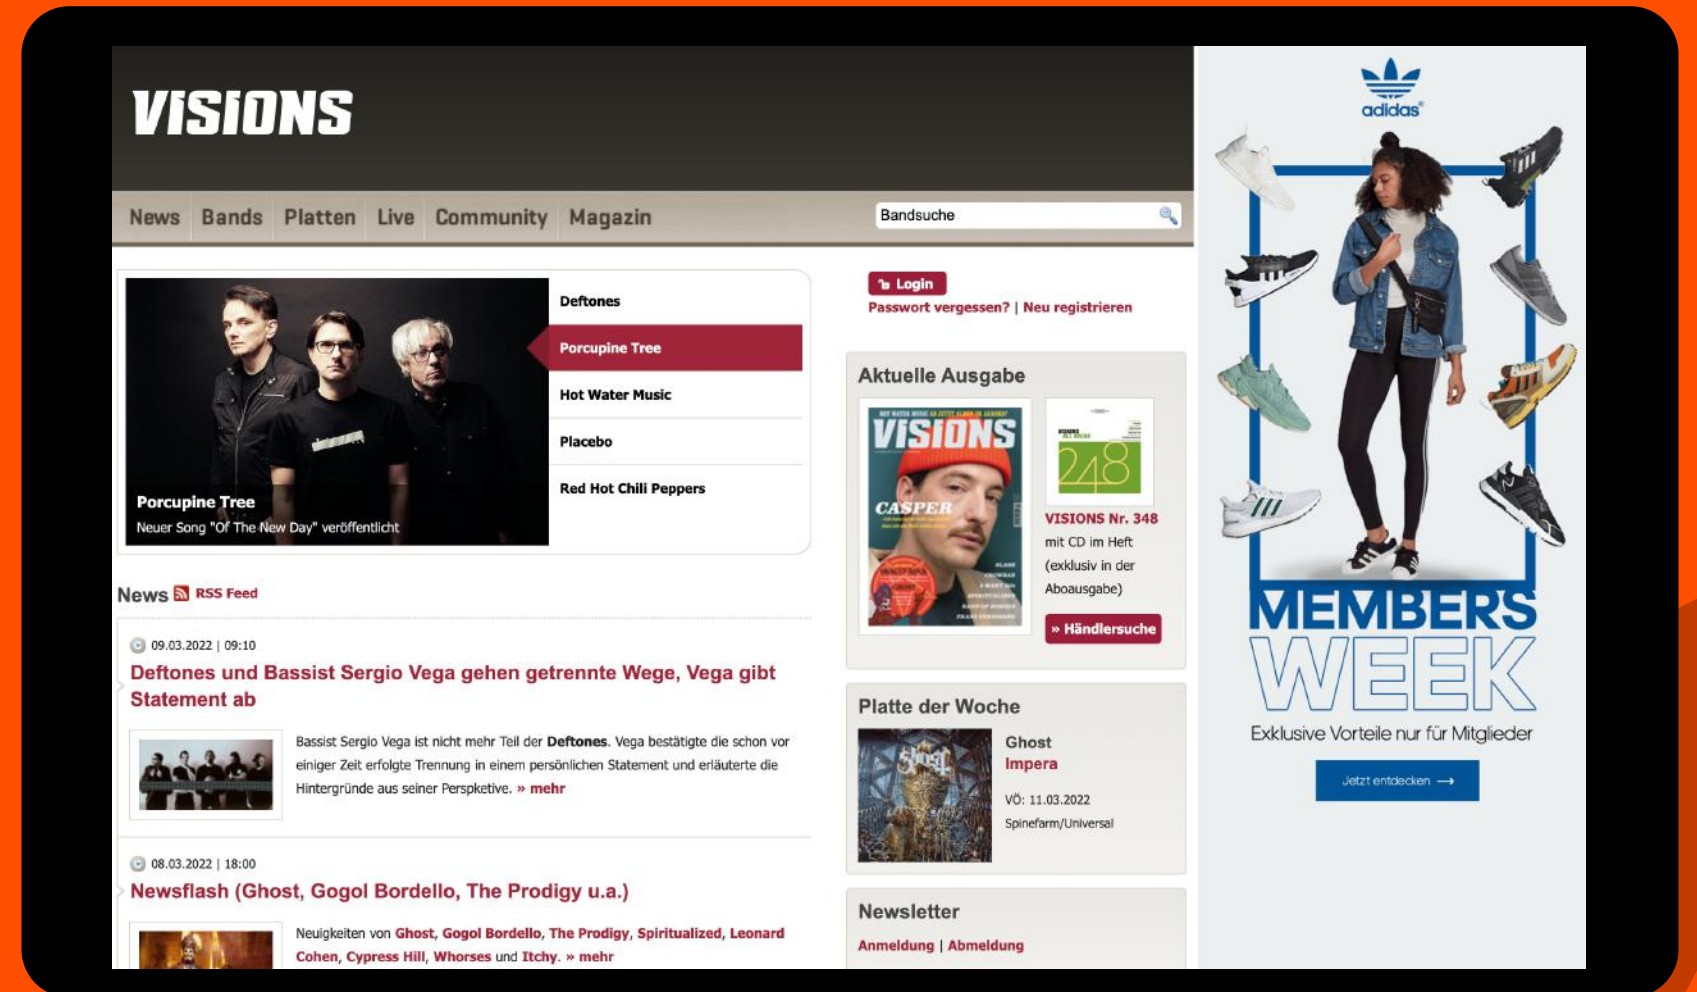 VISIONS
News Bands Platten Live Community Magazin
Bandsuche
Deftones
Porcupine Tree
Hot Water Music
Placebo
Red Hot Chili Peppers
Porcupine Tree
Neuer Song "Of The New Day" veröffentlicht
News RSS Feed
09.03.2022 | 09:10
Deftones und Bassist Sergio Vega gehen getrennte Wege, Vega gibt
Statement ab
Bassist Sergio Vega ist nicht mehr Teil der Deftones. Vega bestätigte die schon vor
einiger Zeit erfolgte Trennung in einem persönlichen Statement und erläuterte die
Hintergründe aus seiner Perspketive. » mehr
08.03.2022 | 18:00
Newsflash (Ghost, Gogol Bordello, The Prodigy u.a.)
Neuigkeiten von Ghost, Gogol Bordello, The Prodigy, Spiritualized, Leonard
Cohen, Cypress Hill, Whorses und Itchy. » mehr
Login
Passwort vergessen? | Neu registrieren
Aktuelle Ausgabe
VISIONS
CASPER
248
VISIONS Nr. 348
mit CD im Heft
(exklusiv in der
Aboausgabe)
» Händlersuche
Platte der Woche
Ghost
Ghost
Impera
VÖ: 11.03.2022
Spinefarm/Universal
Newsletter
Anmeldung | Abmeldung
adidas
MEMBERS
WEEK
Exklusive Vorteile nur für Mitglieder
Jetzt entdecken →